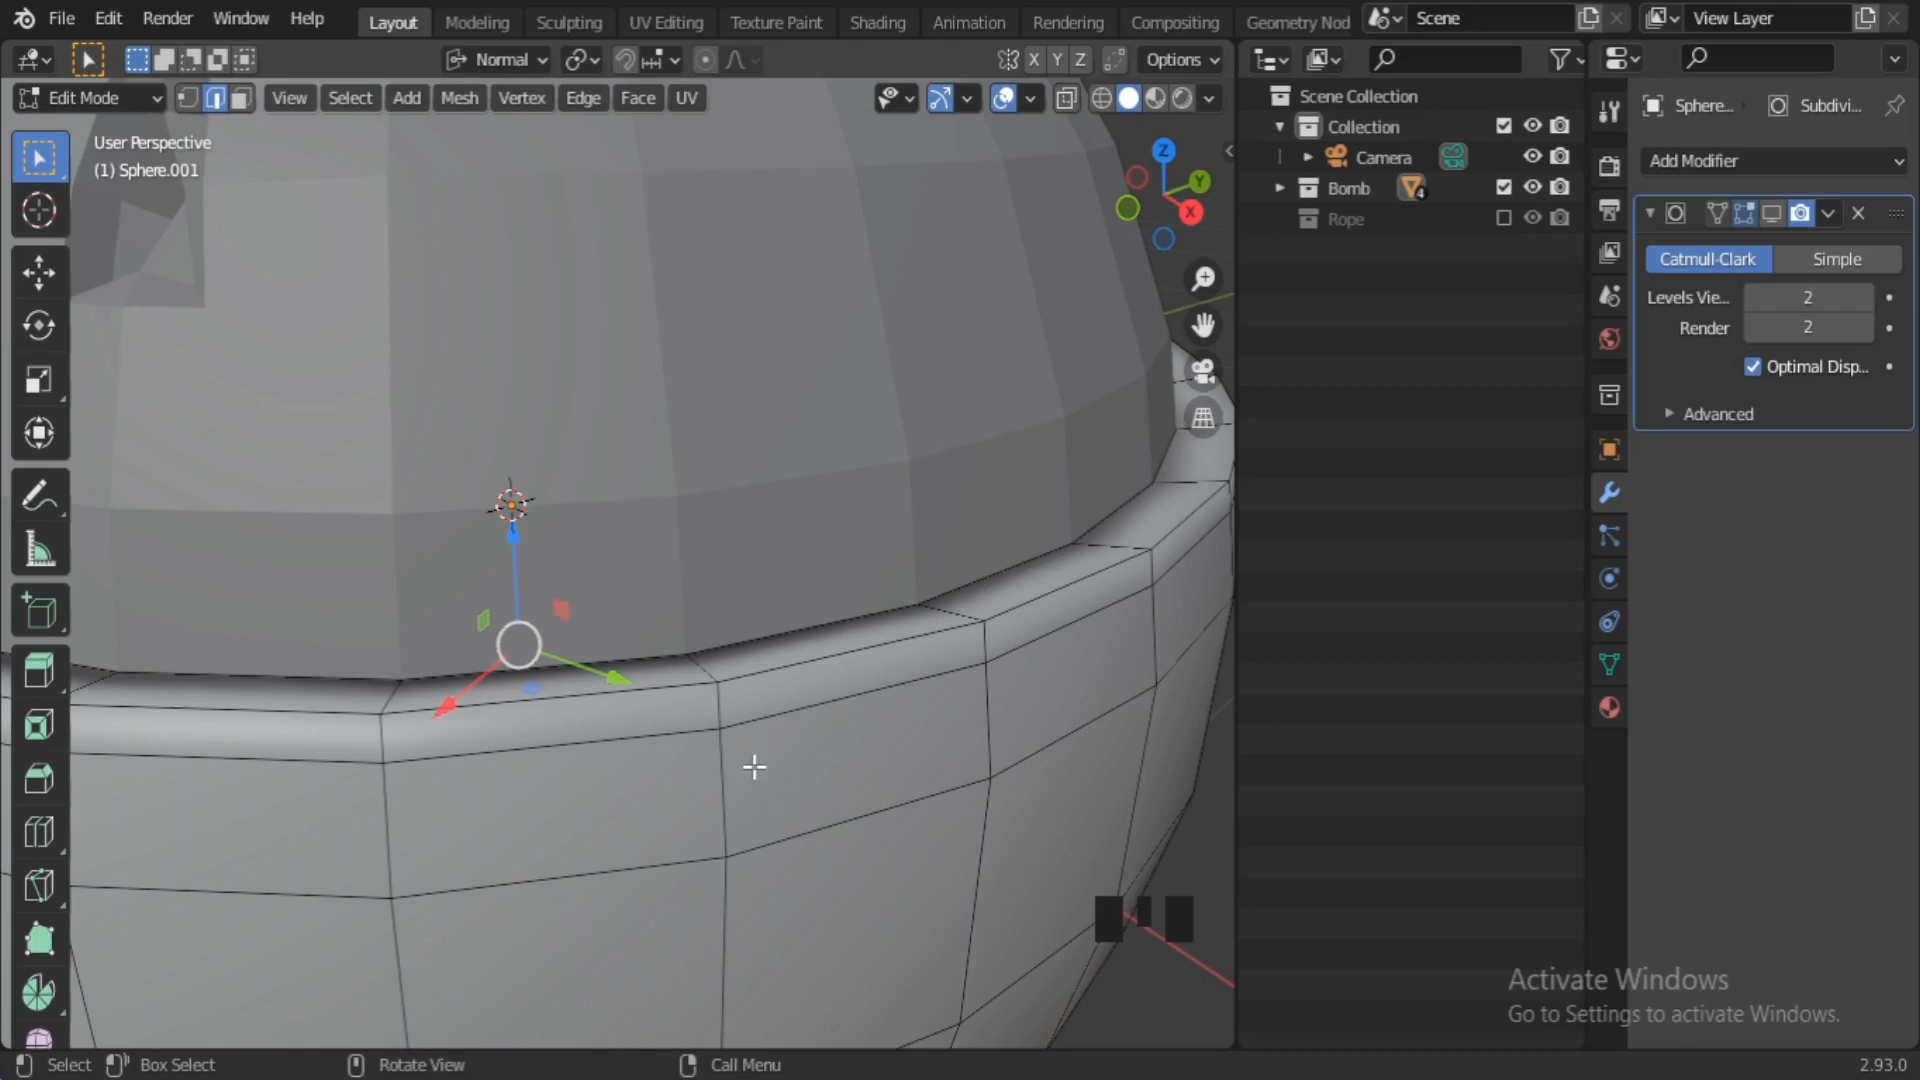 File Edit Render Window Help Layout Modeling Sculpting UV Editing Texture Paint Shading Animation Rendering Compositing Geometry Nod Scene View Layer
Normal X Y Z Options
Edit Mode View Select Add Mesh Vertex Edge Face UV
User Perspective
(1) Sphere.001
Z
Y
X
Scene Collection
Collection
Camera
Bomb 4
Rope
Sphere... Subdivi...
Add Modifier
Catmull-Clark Simple
Levels Vie... 2
Render 2
Optimal Disp...
Advanced
Activate Windows
Go to Settings to activate Windows.
Select Box Select Rotate View Call Menu 2.93.0